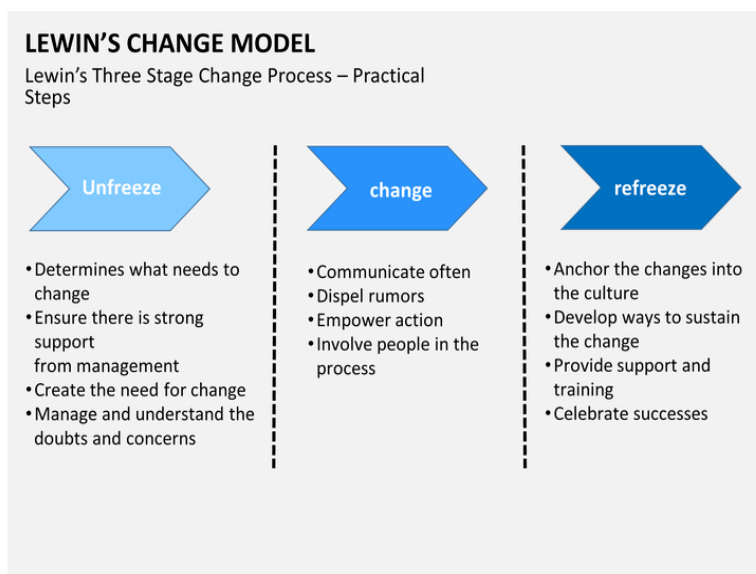 LEWIN'S CHANGE MODEL
Lewin's Three Stage Change Process – Practical
Steps
Unfreeze
•Determines what needs to
change
•Ensure there is strong
support
from management
•Create the need for change
•Manage and understand the
doubts and concerns
change
•Communicate often
•Dispel rumors
•Empower action
•Involve people in the
process
refreeze
•Anchor the changes into
the culture
•Develop ways to sustain
the change
•Provide support and
training
•Celebrate successes